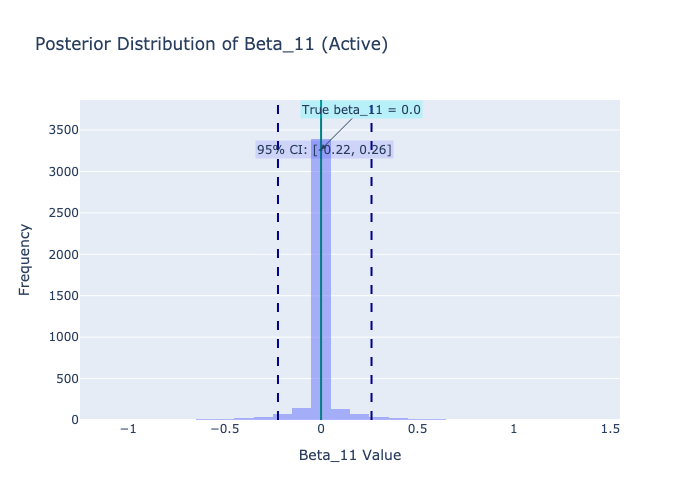 Posterior Distribution of Beta_11 (Active)
True beta_11 = 0.0
95% CI: [-0.22, 0.26]
3500
3000
2500
2000
1500
1000
500
0
Frequency
−1
−0.5
0
0.5
1
1.5
Beta_11 Value